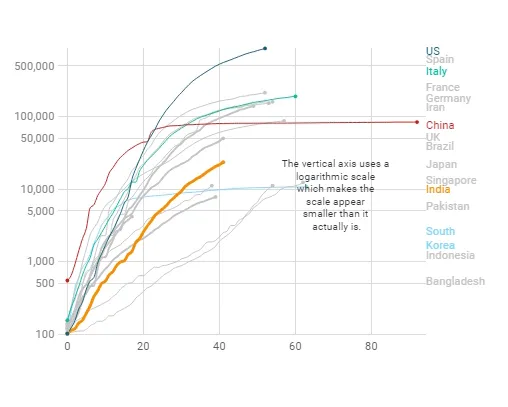 US
Spain
Italy
500,000
France
Germany
Iran
100,000
China
UK
50,000
Brazil
The vertical axis uses a
Japan
logarithmic scale
Singapore
which makes the
10,000
India
scale appear
5,000
Pakistan
smaller than it
actually is.
South
Korea
1,000
Indonesia
500
Bangladesh
100
0 20 40 60 80